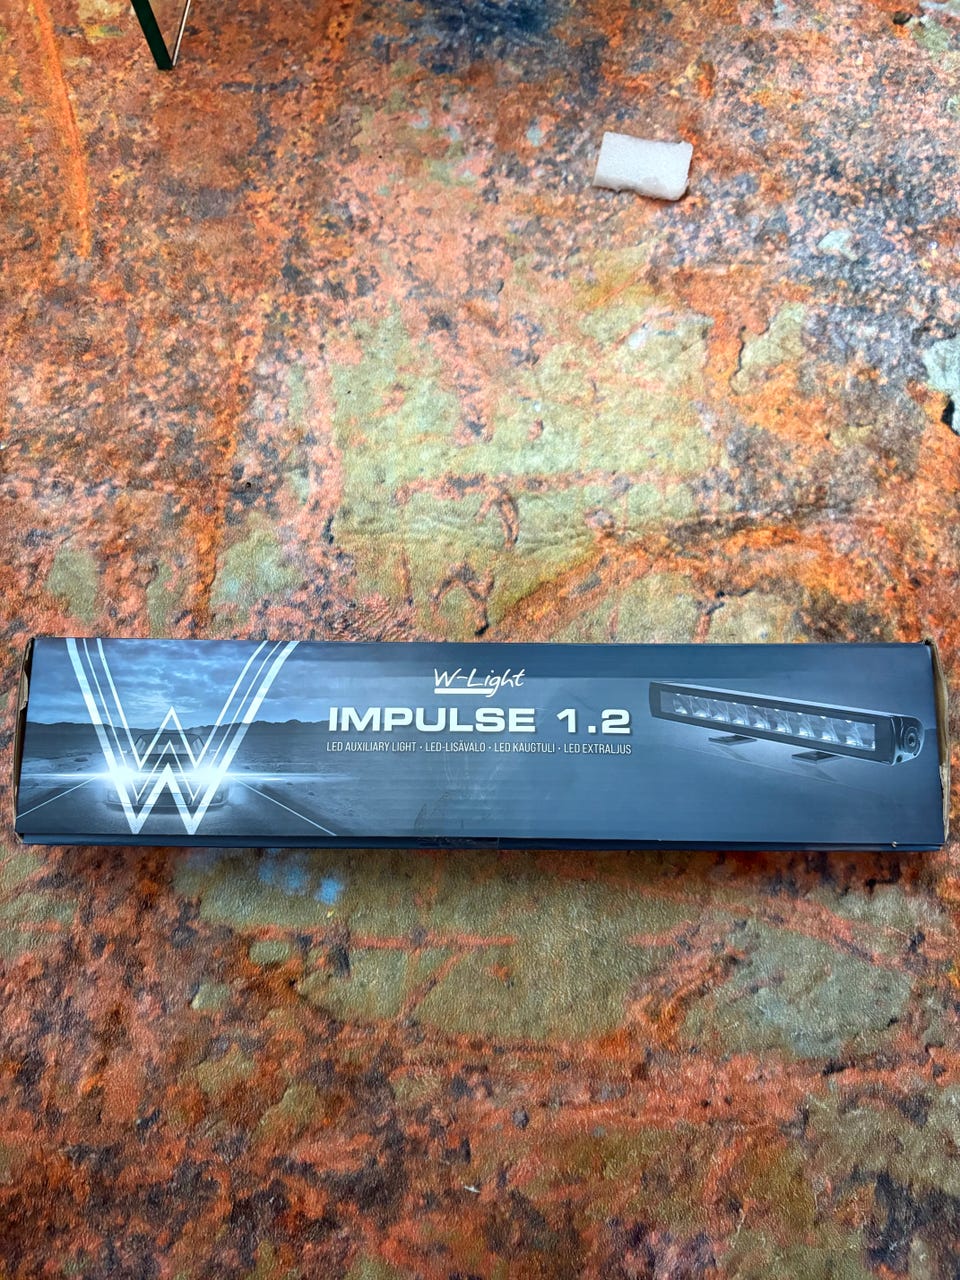 W-Light
IMPULSE 1.2
LED AUXILIARY LIGHT · LED-LISÄVALO · LED KAUGTULI · LED EXTRALJUS